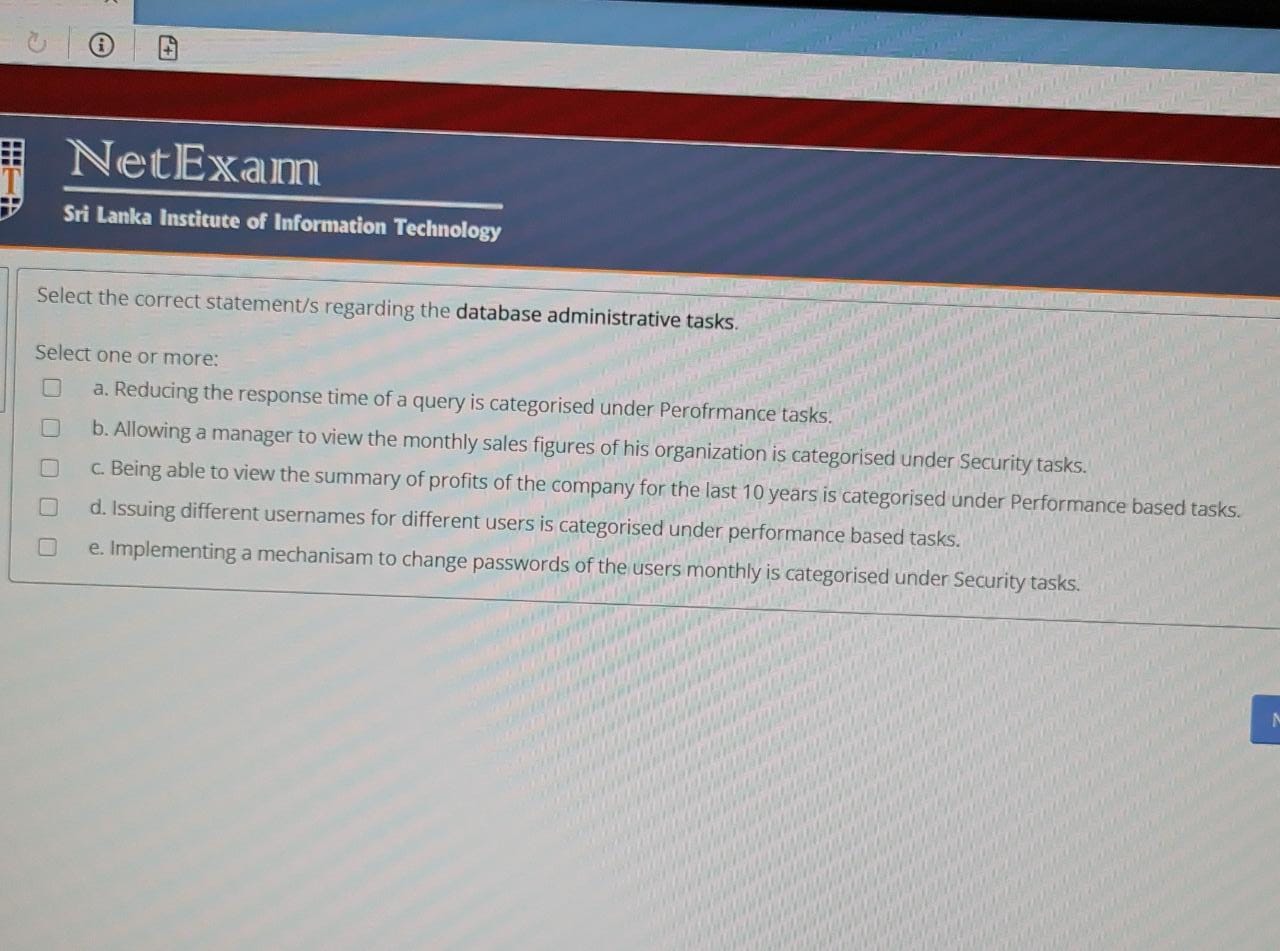 NetExam
T
Sri Lanka Institute of Information Technology
Select the correct statement/s regarding the database administrative tasks.
Select one or more:
a. Reducing the response time of a query is categorised under Perofrmance tasks.
b. Allowing a manager to view the monthly sales figures of his organization is categorised under Security tasks.
c. Being able to view the summary of profits of the company for the last 10 years is categorised under Performance based tasks.
d. Issuing different usernames for different users is categorised under performance based tasks.
e. Implementing a mechanisam to change passwords of the users monthly is categorised under Security tasks.